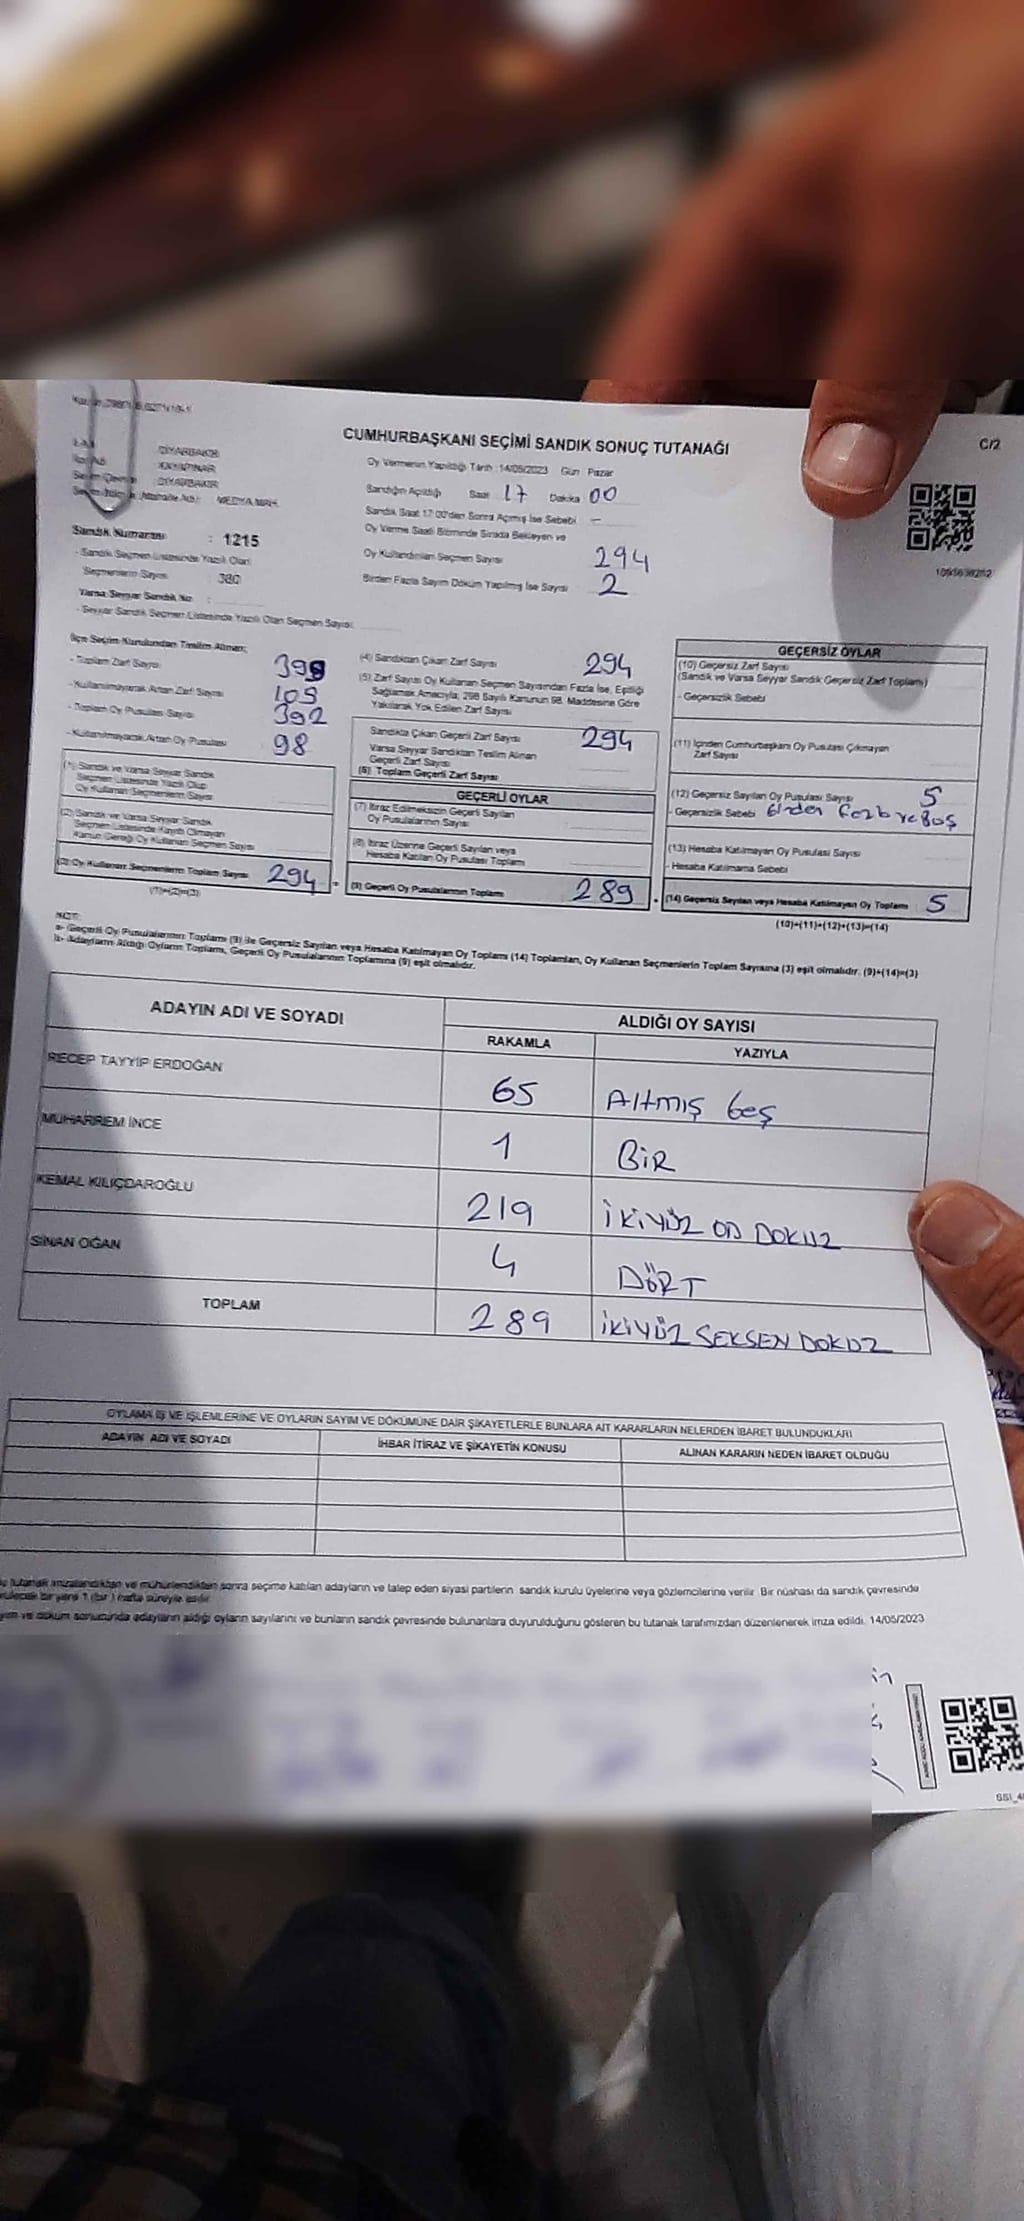 C/2
CUMHURBAŞKANI SEÇİMİ SANDIK SONUÇ TUTANAĞI
DİYARBAKIR
KAYAPINAR
DİYARBAKIR
MEDYA MAH.
Oy Vermenin Yapıldığı Tarih :14/05/2023 Gün : Pazar
Sandığın Açıldığı Saat 17 Dakika 00
Sandık Saat 17:00'den Sonra Açmış İse Sebebi –
Oy Verme Saati Bitiminde Sırada Bekleyen ve
Oy Kullandırılan Seçmen Sayısı 294
Birden Fazla Sayım Döküm Yapılmış İse Sayısı 2
Sandık Numarası : 1215
- Sandık Seçmen Listesinde Yazılı Olan
Seçmenlerin Sayısı : 380
Varsa Seyyar Sandık No :
- Seyyar Sandık Seçmen Listesinde Yazılı Olan Seçmen Sayısı:
İlçe Seçim Kurulundan Teslim Alınan;
- Toplam Zarf Sayısı
- Kullanılmayarak Artan Zarf Sayısı 105
- Toplam Oy Pusulası Sayısı 392
- Kullanılmayarak Artan Oy Pusulası 98
(1) Sandık ve Varsa Seyyar Sandık
Seçmen Listesinde Yazılı Olup
Oy Kullanan Seçmenlerin Sayısı
(2) Sandık ve Varsa Seyyar Sandık
Seçmen Listesinde Kayıtlı Olmayan
Kanun Gereği Oy Kullanan Seçmen Sayısı
(3) Oy Kullanan Seçmenlerin Toplam Sayısı 294
(1)+(2)=(3)
(4) Sandıktan Çıkan Zarf Sayısı 294
(5) Zarf Sayısı Oy Kullanan Seçmen Sayısından Fazla İse, Eşitliği
Sağlamak Amacıyla; 298 Sayılı Kanunun 98. Maddesine Göre
Yakılarak Yok Edilen Zarf Sayısı
Sandıkta Çıkan Geçerli Zarf Sayısı 294
Varsa Seyyar Sandıktan Teslim Alınan
Geçerli Zarf Sayısı
(6) Toplam Geçerli Zarf Sayısı
GEÇERLİ OYLAR
(7) İtiraz Edilmeksizin Geçerli Sayılan
Oy Pusulalarının Sayısı
(8) İtiraz Üzerine Geçerli Sayılan veya
Hesaba Katılan Oy Pusulası Toplamı
(9) Geçerli Oy Pusulalarının Toplamı 289
GEÇERSİZ OYLAR
(10) Geçersiz Zarf Sayısı
(Sandık ve Varsa Seyyar Sandık Geçersiz Zarf Toplamı)
- Geçersizlik Sebebi
(11) İçinden Cumhurbaşkanı Oy Pusulası Çıkmayan
Zarf Sayısı
(12) Geçersiz Sayılan Oy Pusulası Sayısı 5
- Geçersizlik Sebebi Birden fazla ve Boş
(13) Hesaba Katılmayan Oy Pusulası Sayısı
- Hesaba Katılmama Sebebi
(14) Geçersiz Sayılan veya Hesaba Katılmayan Oy Toplamı 5
(10)+(11)+(12)+(13)=(14)
NOT:
a- Geçerli Oy Pusulalarının Toplamı (9) ile Geçersiz Sayılan veya Hesaba Katılmayan Oy Toplamı (14) Toplamları, Oy Kullanan Seçmenlerin Toplam Sayısına (3) eşit olmalıdır. (9)+(14)=(3)
b- Adayların Aldığı Oyların Toplamı, Geçerli Oy Pusulalarının Toplamına (9) eşit olmalıdır.
ADAYIN ADI VE SOYADI ALDIĞI OY SAYISI
RAKAMLA YAZIYLA
RECEP TAYYİP ERDOĞAN 65 Altmış beş
MUHARREM İNCE 1 BİR
KEMAL KILIÇDAROĞLU 219 İKİYÜZ ON DOKUZ
SİNAN OĞAN 4 DÖRT
TOPLAM 289 İKİYÜZ SEKSEN DOKUZ
OYLAMA İŞ VE İŞLEMLERİNE VE OYLARIN SAYIM VE DÖKÜMÜNE DAİR ŞİKAYETLERLE BUNLARA AİT KARARLARIN NELERDEN İBARET BULUNDUKLARI
ADAYIN ADI VE SOYADI İHBAR İTİRAZ VE ŞİKAYETİN KONUSU ALINAN KARARIN NEDEN İBARET OLDUĞU
tutanak imzalandıktan ve mühürlendikten sonra seçime katılan adayların ve talep eden siyasi partilerin sandık kurulu üyelerine veya gözlemcilerine verilir. Bir nüshası da sandık çevresinde
bir yere 1 (bir) hafta süreyle asılır.
ve döküm sonucunda adayların aldığı oyların sayılarını ve bunların sandık çevresinde bulunanlara duyurulduğunu gösteren bu tutanak tarafımızdan düzenlenerek imza edildi. 14/05/2023